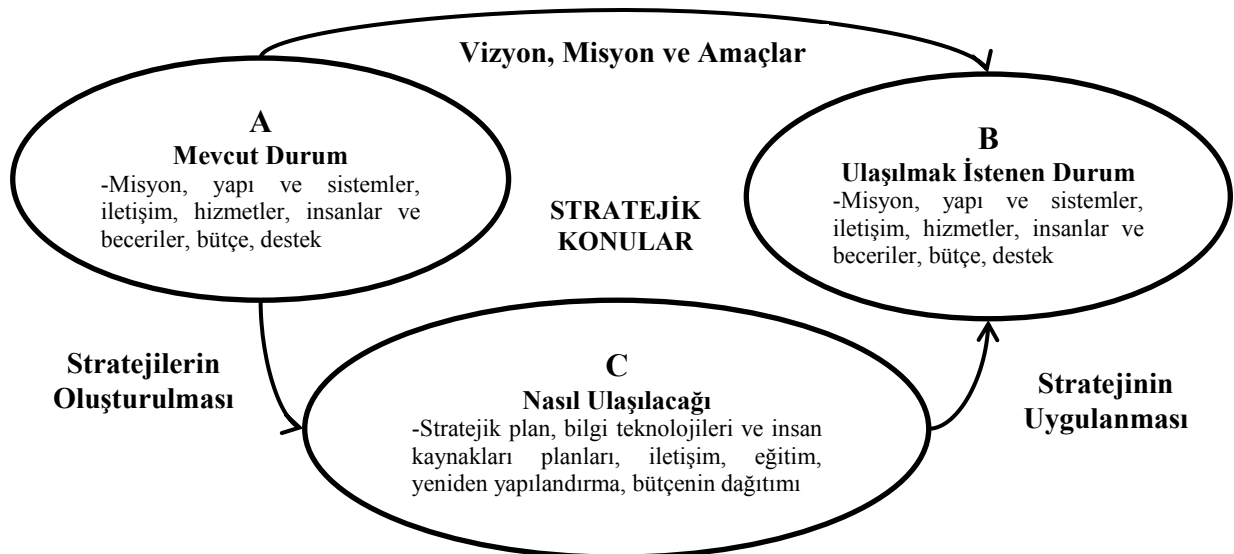 Vizyon, Misyon ve Amaçlar
A
Mevcut Durum
-Misyon, yapı ve sistemler,
iletişim, hizmetler, insanlar ve
beceriler, bütçe, destek
B
Ulaşılmak İstenen Durum
-Misyon, yapı ve sistemler,
iletişim, hizmetler, insanlar ve
beceriler, bütçe, destek
STRATEJİK
KONULAR
Stratejilerin
Oluşturulması
C
Nasıl Ulaşılacağı
-Stratejik plan, bilgi teknolojileri ve insan
kaynakları planları, iletişim, eğitim,
yeniden yapılandırma, bütçenin dağıtımı
Stratejinin
Uygulanması